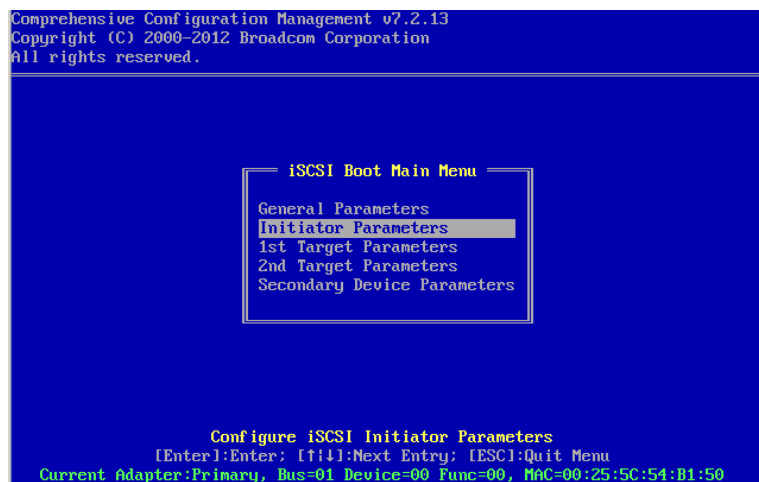 Comprehensive Configuration Management v7.2.13
Copyright (C) 2000-2012 Broadcom Corporation
All rights reserved.
iSCSI Boot Main Menu
General Parameters
Initiator Parameters
1st Target Parameters
2nd Target Parameters
Secondary Device Parameters
Configure iSCSI Initiator Parameters
[Enter]:Enter; [↑|↓]:Next Entry; [ESC]:Quit Menu
Current Adapter:Primary, Bus=01 Device=00 Func=00, MAC=00:25:5C:54:B1:50